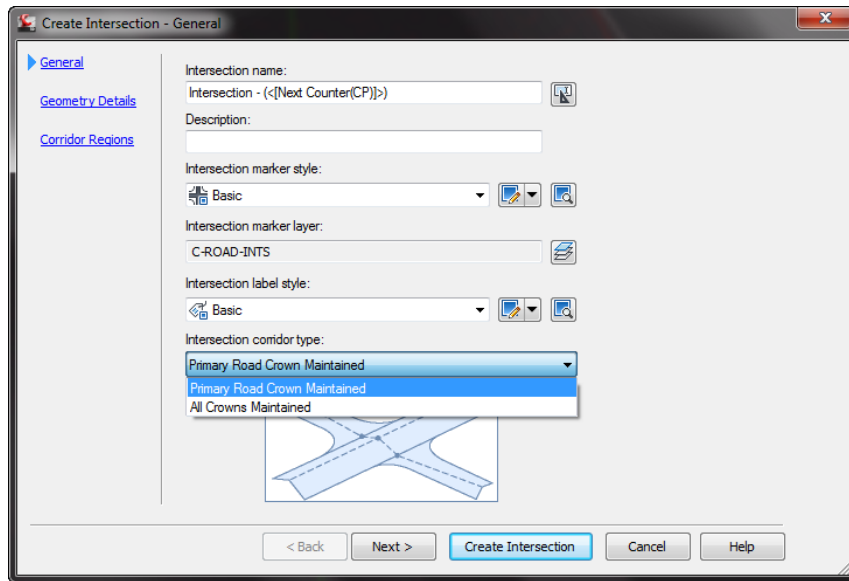 Create Intersection - General
General
Geometry Details
Corridor Regions
Intersection name:
Intersection - (<[Next Counter(CP)]>)
Description:
Intersection marker style:
Basic
Intersection marker layer:
C-ROAD-INTS
Intersection label style:
Basic
Intersection corridor type:
Primary Road Crown Maintained
Primary Road Crown Maintained
All Crowns Maintained
< Back
Next >
Create Intersection
Cancel
Help